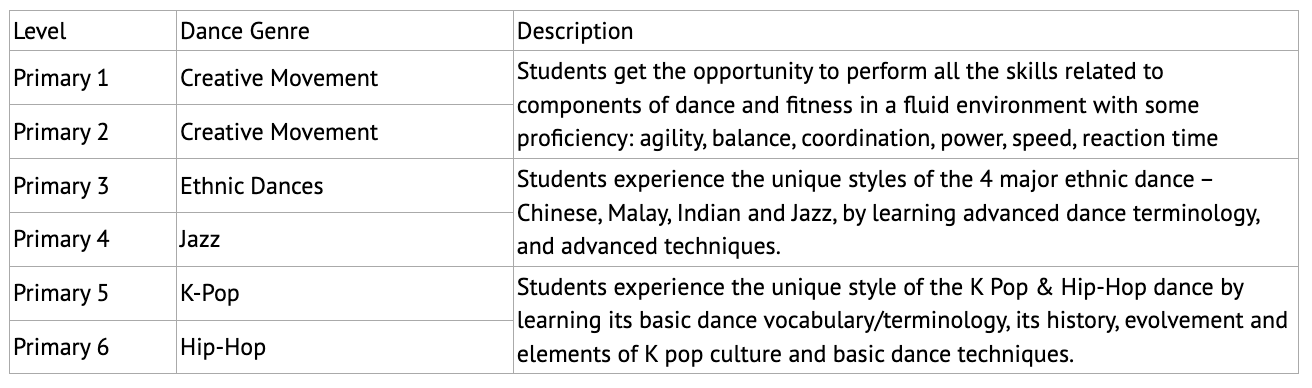 Level Dance Genre Description
Primary 1 Creative Movement
Primary 2 Creative Movement
Students get the opportunity to perform all the skills related to
components of dance and fitness in a fluid environment with some
proficiency: agility, balance, coordination, power, speed, reaction time
Primary 3 Ethnic Dances
Primary 4 Jazz
Students experience the unique styles of the 4 major ethnic dance –
Chinese, Malay, Indian and Jazz, by learning advanced dance terminology,
and advanced techniques.
Primary 5 K-Pop
Primary 6 Hip-Hop
Students experience the unique style of the K Pop & Hip-Hop dance by
learning its basic dance vocabulary/terminology, its history, evolvement and
elements of K pop culture and basic dance techniques.